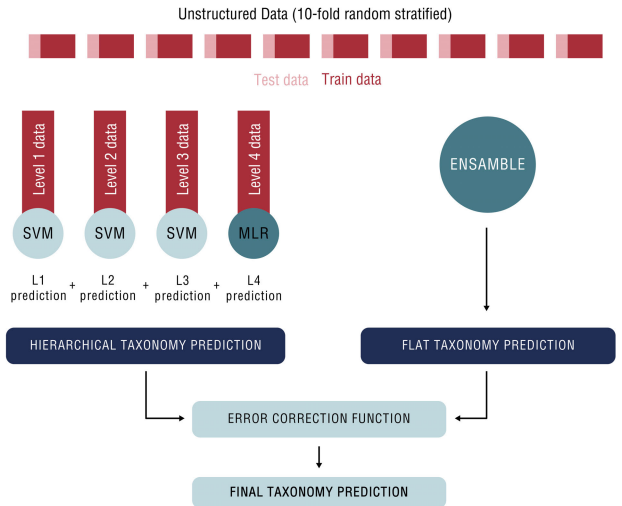 Unstructured Data (10-fold random stratified)
Test data Train data
Level 1 data
Level 2 data
Level 3 data
Level 4 data
ENSAMBLE
SVM
SVM
SVM
MLR
L1
prediction
+
L2
prediction
+
L3
prediction
+
L4
prediction
HIERARCHICAL TAXONOMY PREDICTION
FLAT TAXONOMY PREDICTION
ERROR CORRECTION FUNCTION
FINAL TAXONOMY PREDICTION